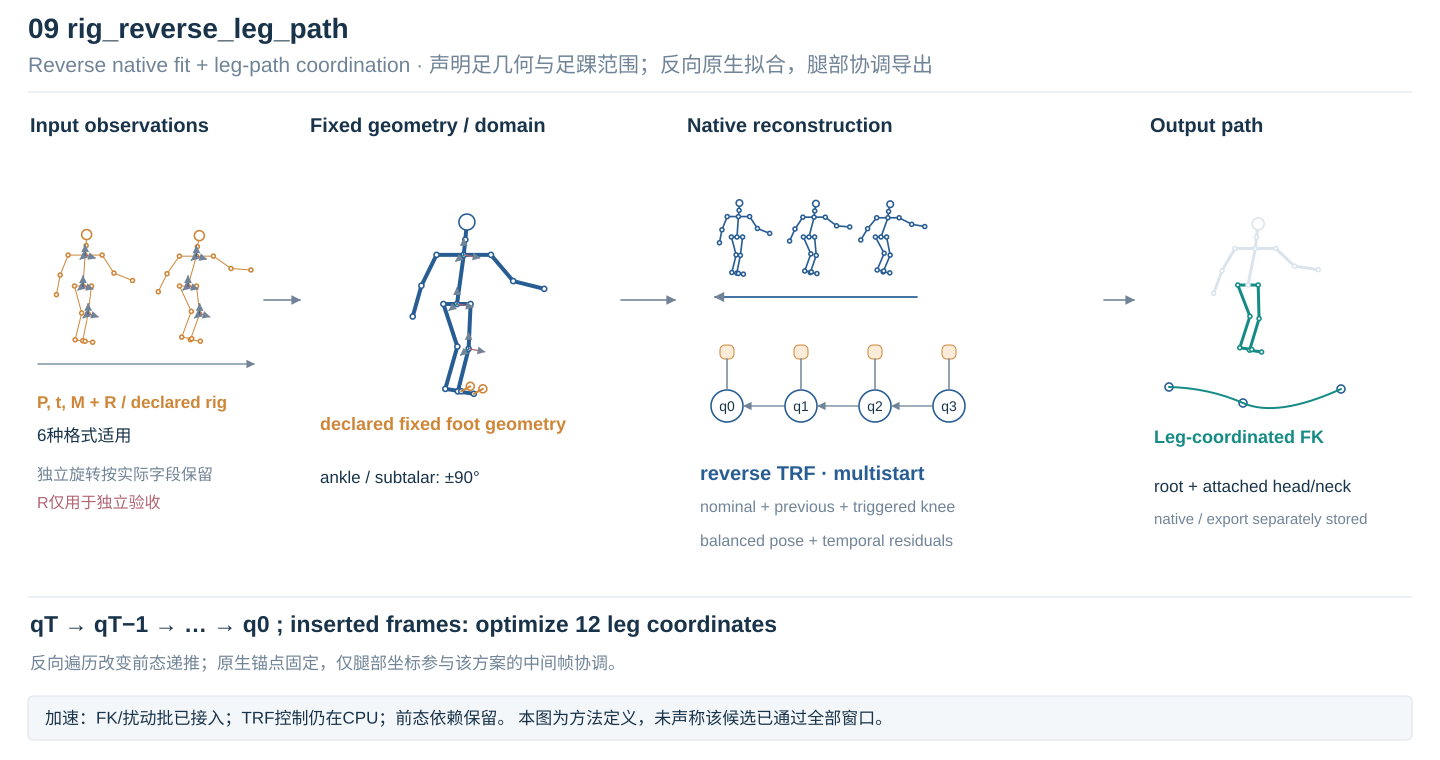 09 rig_reverse_leg_path
Reverse native fit + leg-path coordination · 声明足几何与足踝范围；反向原生拟合，腿部协调导出
Input observations
Fixed geometry / domain
Native reconstruction
Output path
P, t, M + R / declared rig
6种格式适用
独立旋转按实际字段保留
R仅用于独立验收
declared fixed foot geometry
ankle / subtalar: ±90°
q0
q1
q2
q3
reverse TRF · multistart
nominal + previous + triggered knee
balanced pose + temporal residuals
Leg-coordinated FK
root + attached head/neck
native / export separately stored
qT → qT−1 → … → q0 ; inserted frames: optimize 12 leg coordinates
反向遍历改变前态递推；原生锚点固定，仅腿部坐标参与该方案的中间帧协调。
加速：FK/扰动批已接入；TRF控制仍在CPU；前态依赖保留。 本图为方法定义，未声称该候选已通过全部窗口。